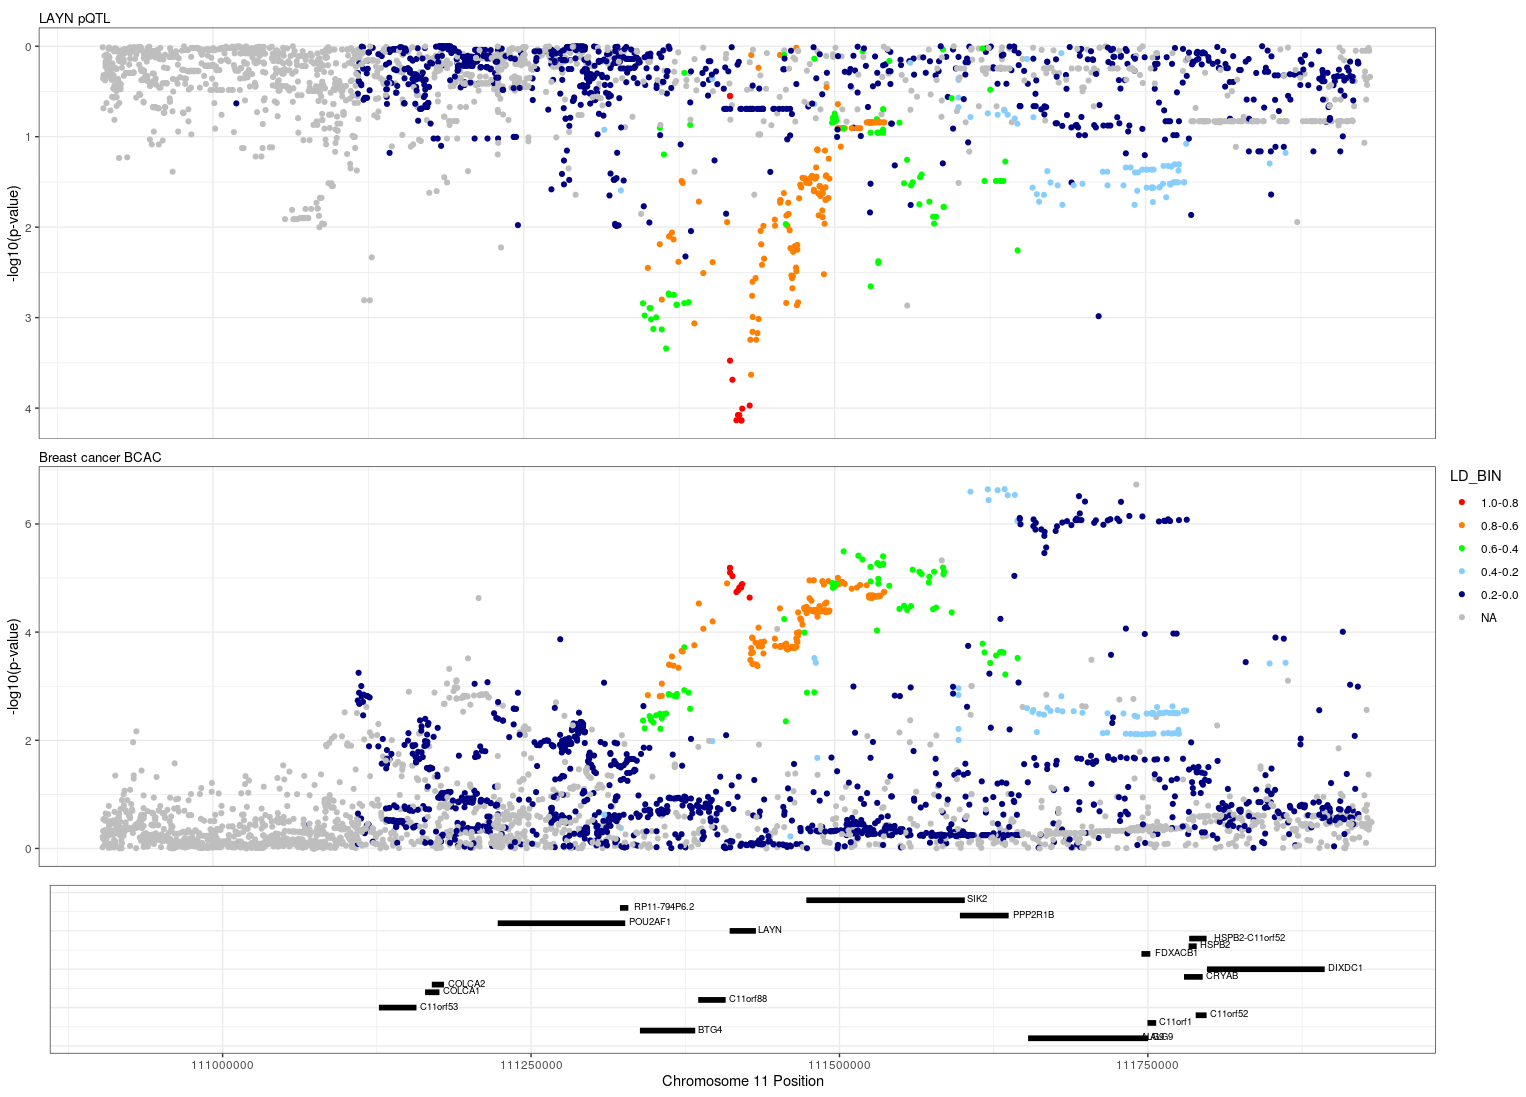 LAYN pQTL
0
1
2
3
4
-log10(p-value)
Breast cancer BCAC
6
4
2
0
-log10(p-value)
LD_BIN
1.0-0.8
0.8-0.6
0.6-0.4
0.4-0.2
0.2-0.0
NA
SIK2
RP11-794P6.2
PPP2R1B
POU2AF1
LAYN
HSPB2-C11orf52
HSPB2
FDXACB1
DIXDC1
CRYAB
COLCA2
COLCA1
C11orf88
C11orf53
C11orf52
C11orf1
BTG4
111000000
111250000
111500000
111750000
Chromosome 11 Position